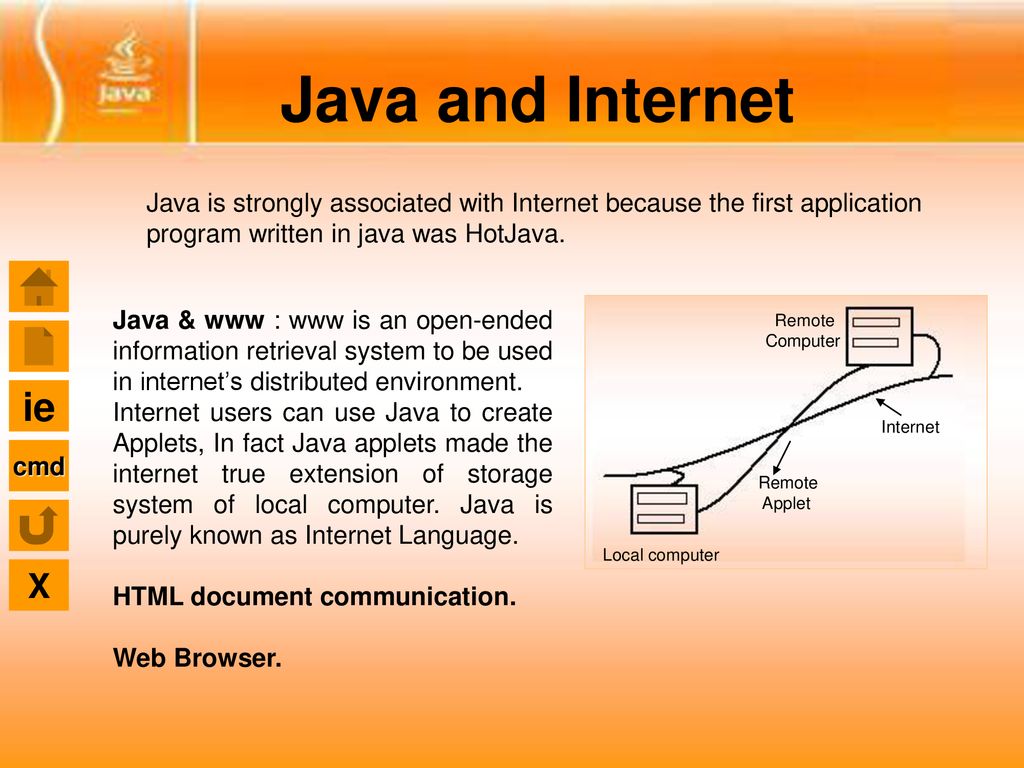 Java
Java and Internet
Java is strongly associated with Internet because the first application
program written in java was HotJava.
Java & www : www is an open-ended
information retrieval system to be used
in internet’s distributed environment.
Internet users can use Java to create
Applets, In fact Java applets made the
internet true extension of storage
system of local computer. Java is
purely known as Internet Language.
HTML document communication.
Web Browser.
ie
cmd
X
Remote
Computer
Internet
Remote
Applet
Local computer